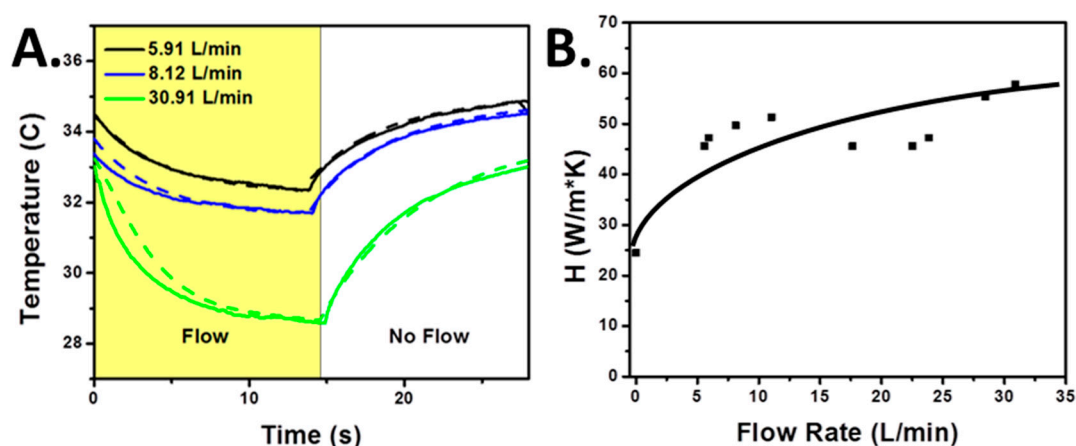 A.
5.91 L/min
8.12 L/min
30.91 L/min
36
34
32
30
28
Temperature (C)
Flow
No Flow
0
10
20
Time (s)
B.
70
60
50
40
30
20
10
0
H (W/m*K)
0
5
10
15
20
25
30
35
Flow Rate (L/min)